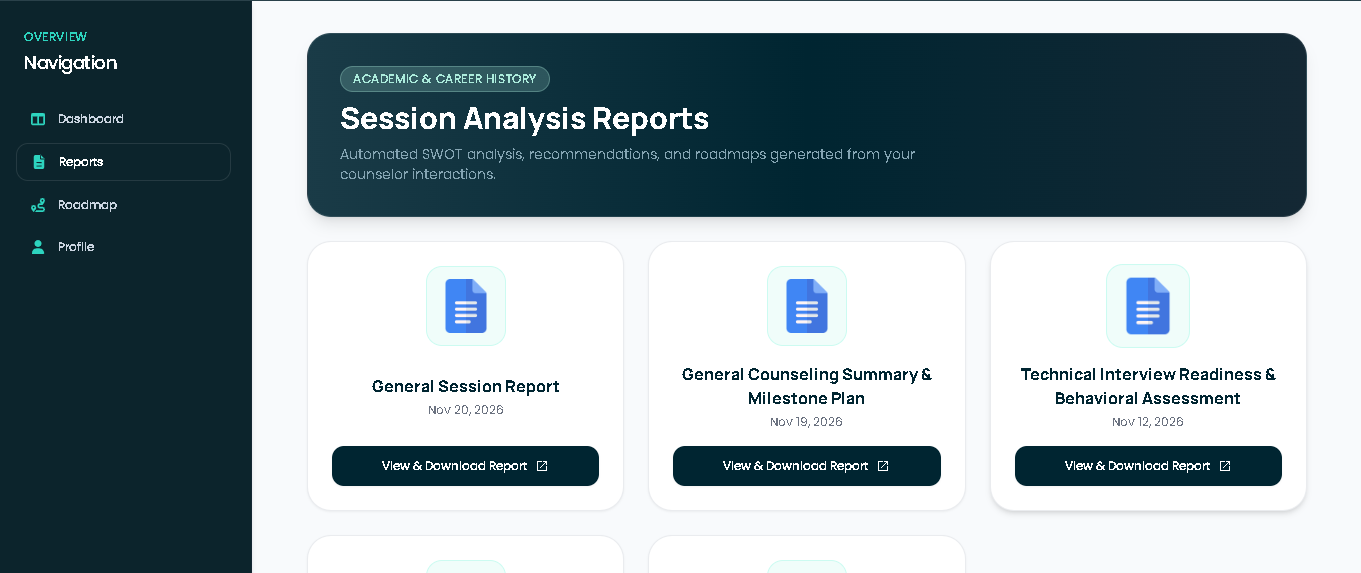 OVERVIEW
Navigation
Dashboard
Reports
Roadmap
Profile
ACADEMIC & CAREER HISTORY
Session Analysis Reports
Automated SWOT analysis, recommendations, and roadmaps generated from your
counselor interactions.
General Session Report
Nov 20, 2026
View & Download Report
General Counseling Summary &
Milestone Plan
Nov 19, 2026
View & Download Report
Technical Interview Readiness &
Behavioral Assessment
Nov 12, 2026
View & Download Report